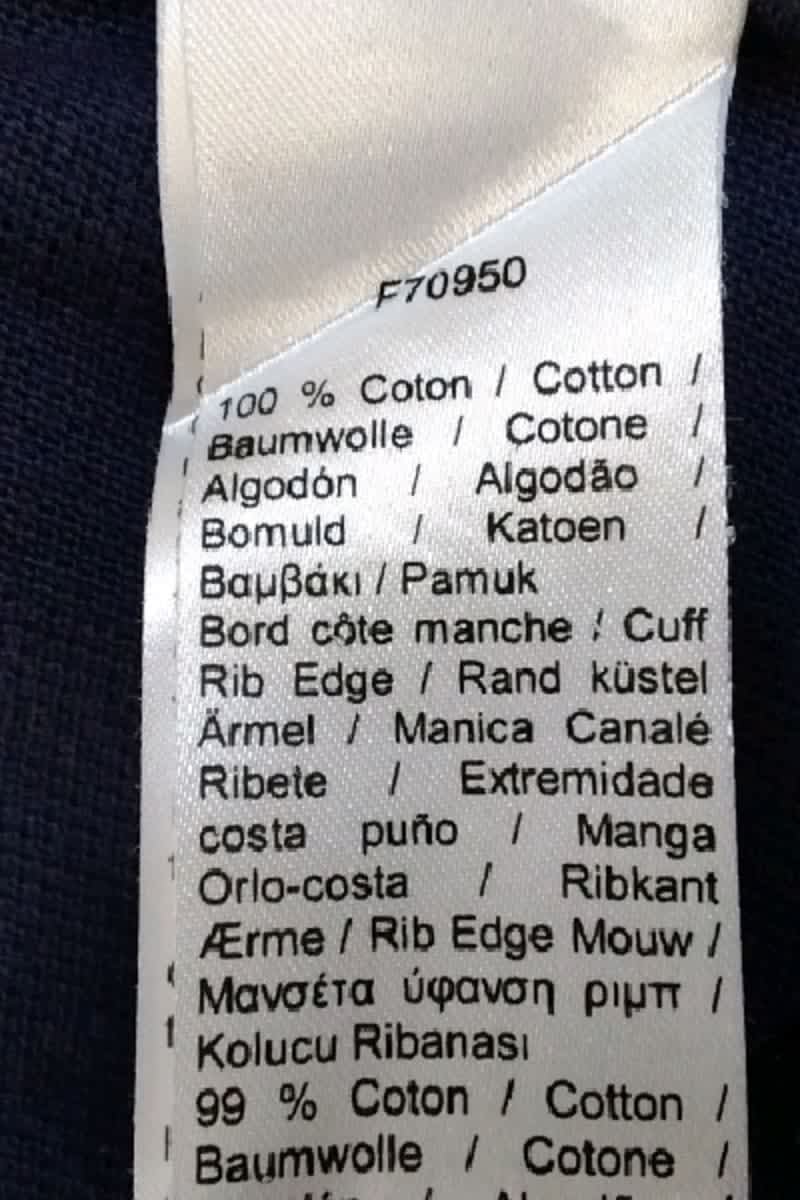 F70950
100 % Coton / Cotton /
Baumwolle / Cotone /
Algodón / Algodão /
Bomuld / Katoen /
Βαμβάκι / Pamuk
Bord côte manche / Cuff
Rib Edge / Rand küstel
Ärmel / Manica Canalé
Ribete / Extremidade
costa puño / Manga
Orlo-costa / Ribkant
Ærme / Rib Edge Mouw /
Μανσέτα ύφανση ριμπ /
Kolucu Ribanası
99 % Coton / Cotton /
Baumwolle / Cotone /